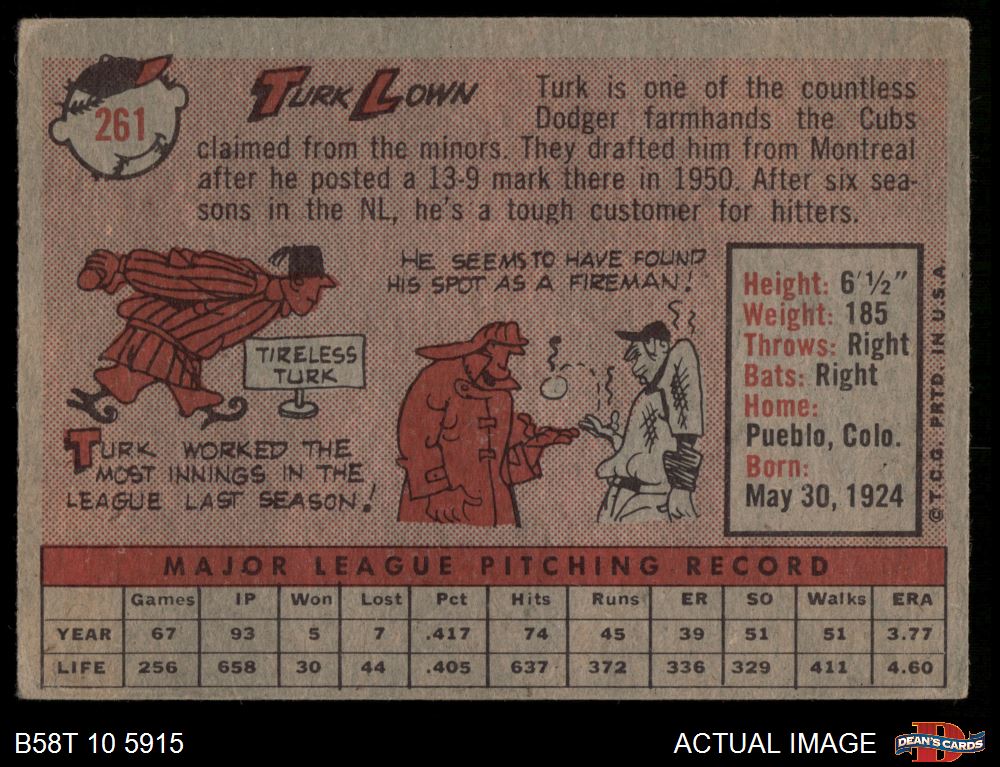 261
TURK LOWN
Turk is one of the countless
Dodger farmhands the Cubs
claimed from the minors. They drafted him from Montreal
after he posted a 13-9 mark there in 1950. After six sea-
sons in the NL, he's a tough customer for hitters.
TIRELESS
TURK
TURK WORKED THE
MOST INNINGS IN THE
LEAGUE LAST SEASON!
HE SEEMS TO HAVE FOUND
HIS SPOT AS A FIREMAN!
Height: 6' ½"
Weight: 185
Throws: Right
Bats: Right
Home:
Pueblo, Colo.
Born:
May 30, 1924
© T.C.G. PRTD. IN U.S.A.
MAJOR LEAGUE PITCHING RECORD
Games IP Won Lost Pct Hits Runs ER SO Walks ERA
YEAR 67 93 5 7 .417 74 45 39 51 51 3.77
LIFE 256 658 30 44 .405 637 372 336 329 411 4.60
B58T 10 5915
ACTUAL IMAGE
D
DEAN'S CARDS